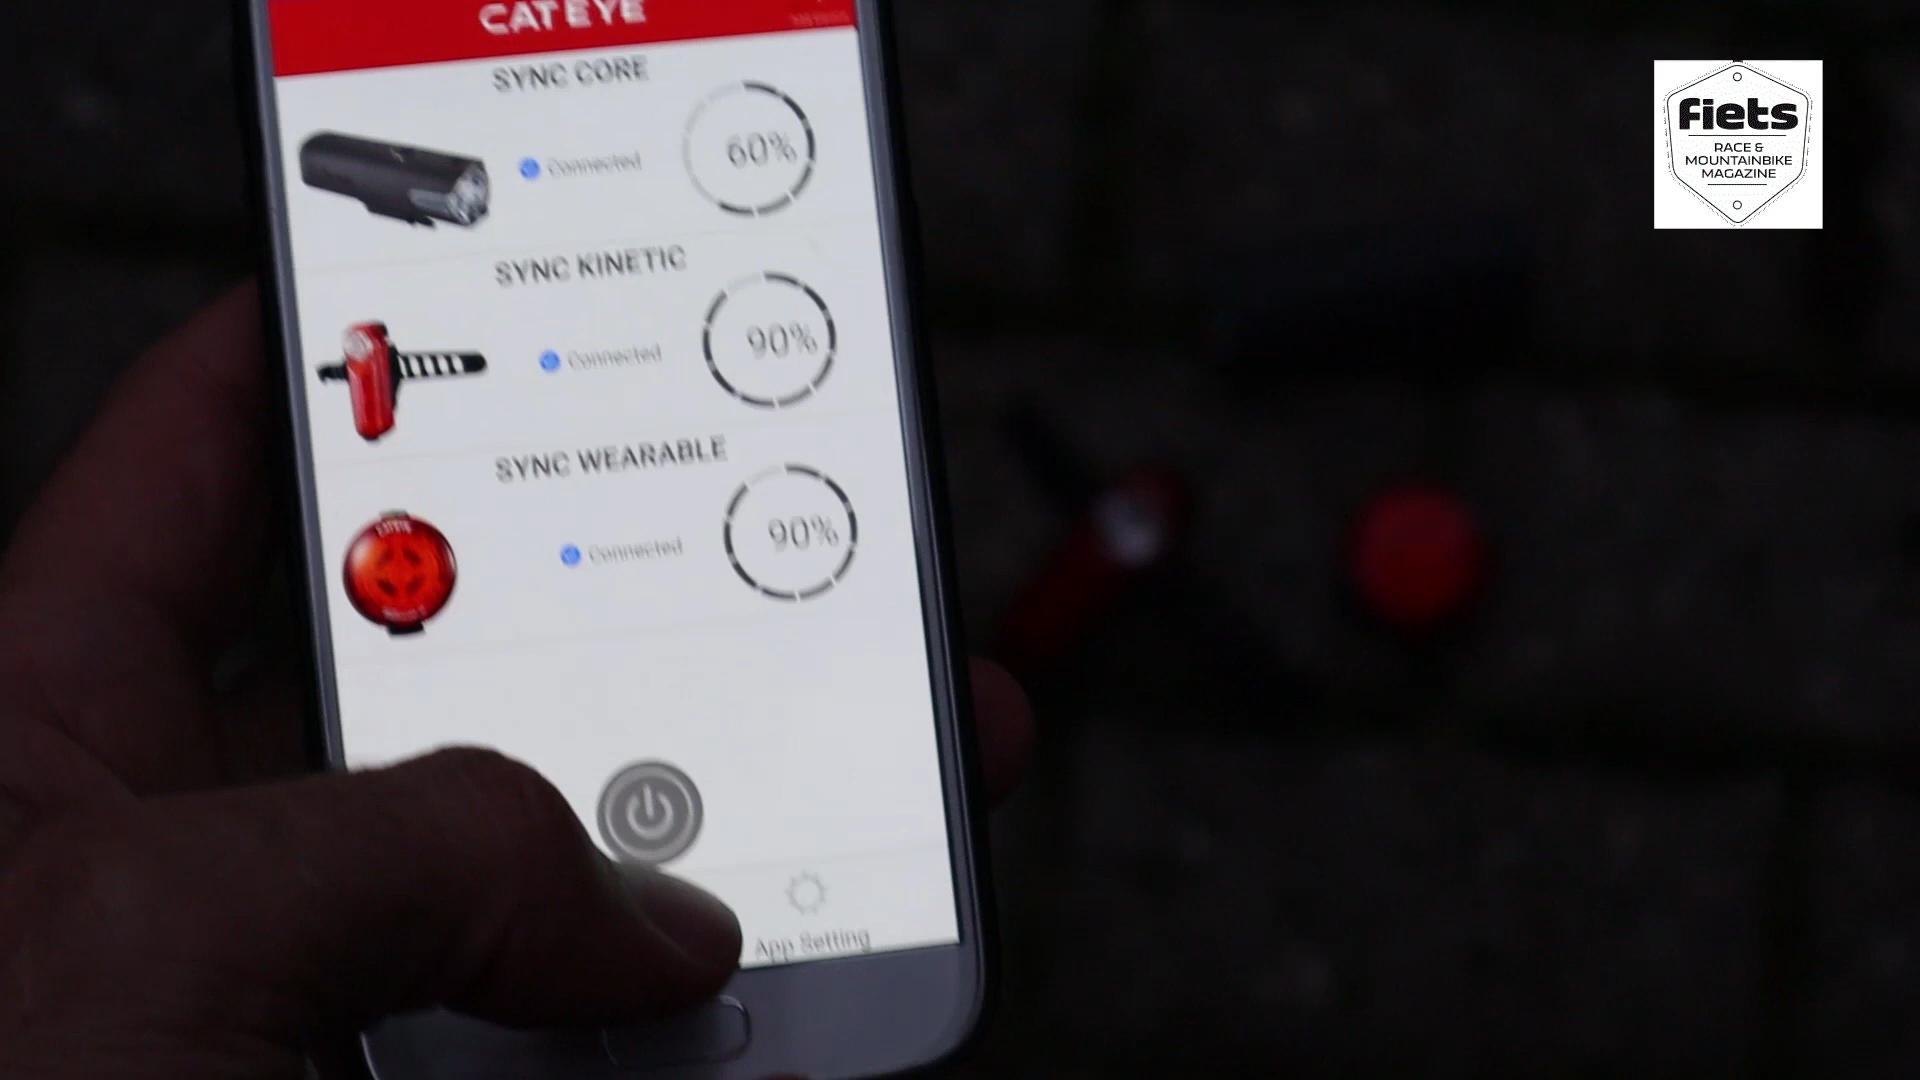 CATEYE
SYNC CORE
Connected
60%
SYNC KINETIC
Connected
90%
SYNC WEARABLE
Connected
90%
App Setting
fiets
RACE &
MOUNTAINBIKE
MAGAZINE